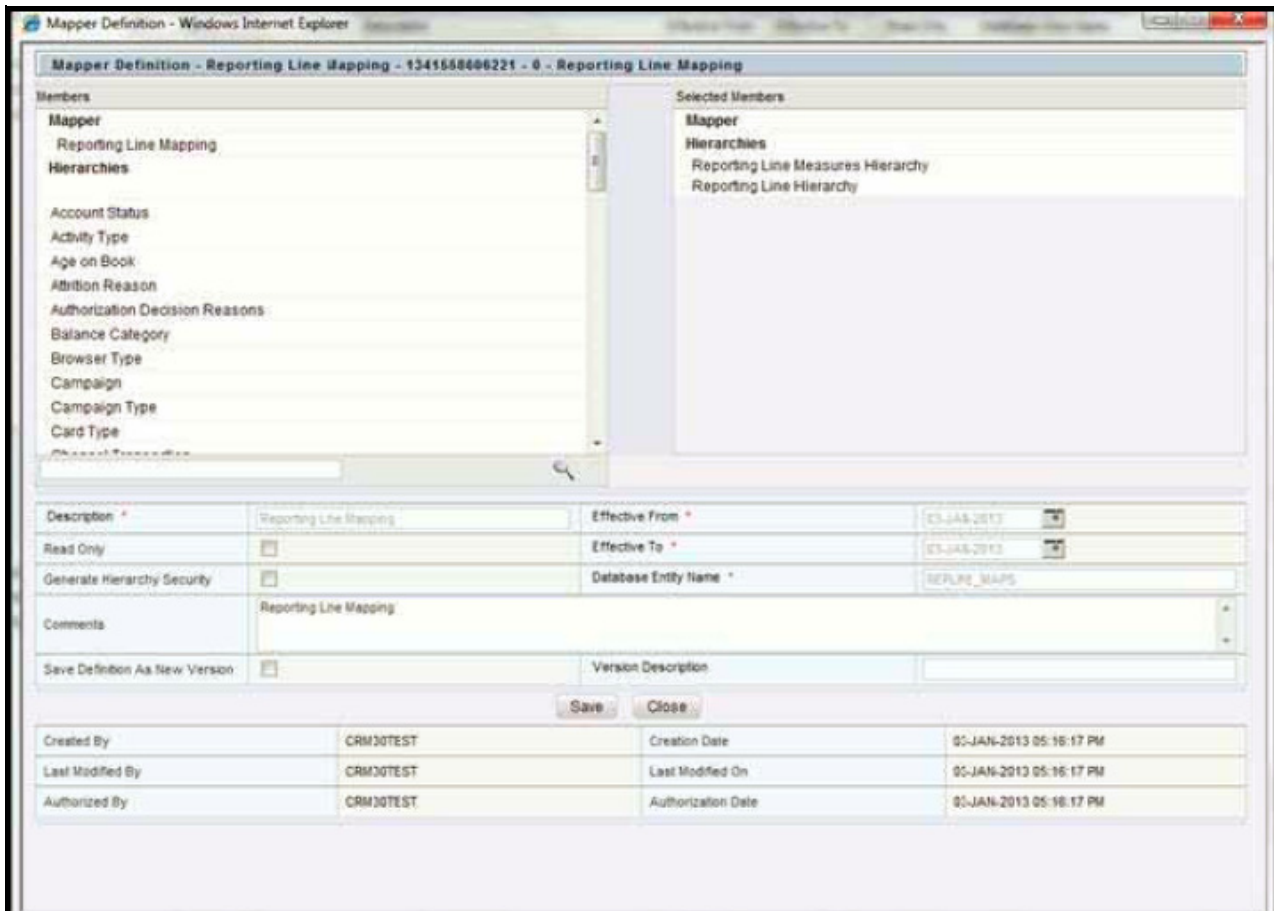 Mapper Definition - Windows Internet Explorer
Mapper Definition - Reporting Line Mapping - 1341558606221 - 0 - Reporting Line Mapping
Members
Selected Members
Mapper
Reporting Line Mapping
Hierarchies
Account Status
Activity Type
Age on Book
Attrition Reason
Authorization Decision Reasons
Balance Category
Browser Type
Campaign
Campaign Type
Card Type
Mapper
Hierarchies
Reporting Line Measures Hierarchy
Reporting Line Hierarchy
Description * Reporting Line Mapping Effective From *
Read Only Effective To *
Generate Hierarchy Security Database Entity Name *
Comments Reporting Line Mapping
Save Definition As New Version Version Description
Save Close
Created By CRM30TEST Creation Date 03-JAN-2013 05:16:17 PM
Last Modified By CRM30TEST Last Modified On 03-JAN-2013 05:16:17 PM
Authorized By CRM30TEST Authorization Date 03-JAN-2013 05:16:17 PM